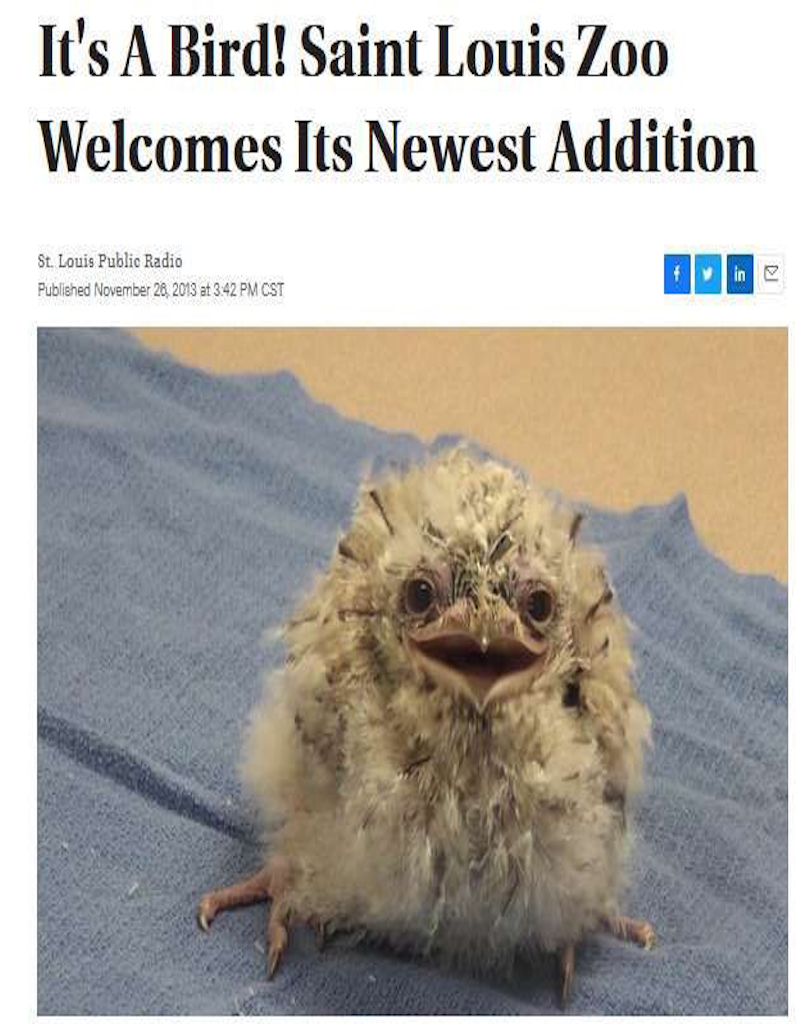 It's A Bird! Saint Louis Zoo
Welcomes Its Newest Addition
St. Louis Public Radio
Published November 26, 2013 at 3:42 PM CST
f
in